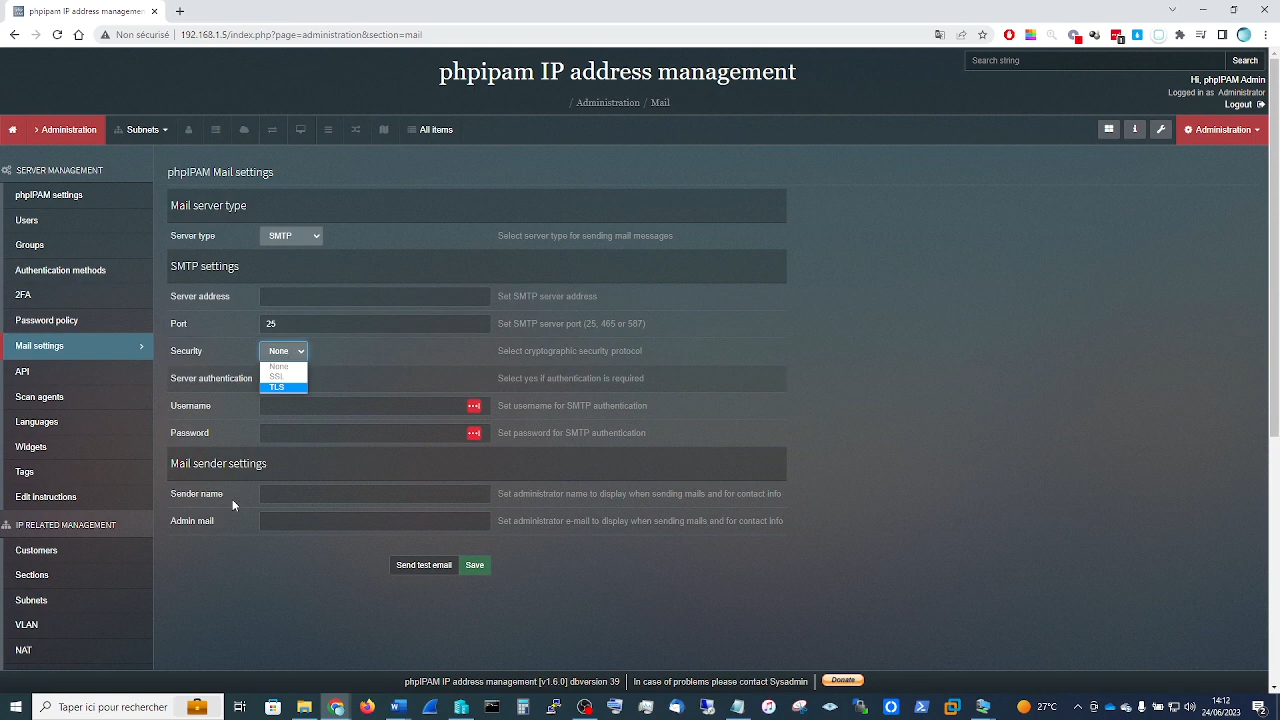 phpipam IP address managemen
Non sécurisé
192.168.1.5/index.php?page=administration&section=mail
Search string
Search
phpipam IP address management
/ Administration / Mail
Hi, phpIPAM Admin
Logged in as Administrator
Logout
Administration
Subnets
All items
Administration
SERVER MANAGEMENT
phpIPAM settings
Users
Groups
Authentication methods
2FA
Password policy
Mail settings
API
Scan agents
Languages
Widgets
Tags
Edit Instructions
IP RELATED MANAGEMENT
Customers
Sections
Subnets
VLAN
NAT
phpIPAM Mail settings
Mail server type
Server type SMTP Select server type for sending mail messages
SMTP settings
Server address Set SMTP server address
Port 25 Set SMTP server port (25, 465 or 587)
Security None Select cryptographic security protocol
None
SSL
TLS
Server authentication Select yes if authentication is required
Username Set username for SMTP authentication
Password Set password for SMTP authentication
Mail sender settings
Sender name Set administrator name to display when sending mails and for contact info
Admin mail Set administrator e-mail to display when sending mails and for contact info
Send test email Save
phpIPAM IP address management [v1.6.0] dbversion 39 In case of problems please contact Sysadmin Donate
Taper ici pour rechercher
27°C
14:12
24/06/2023